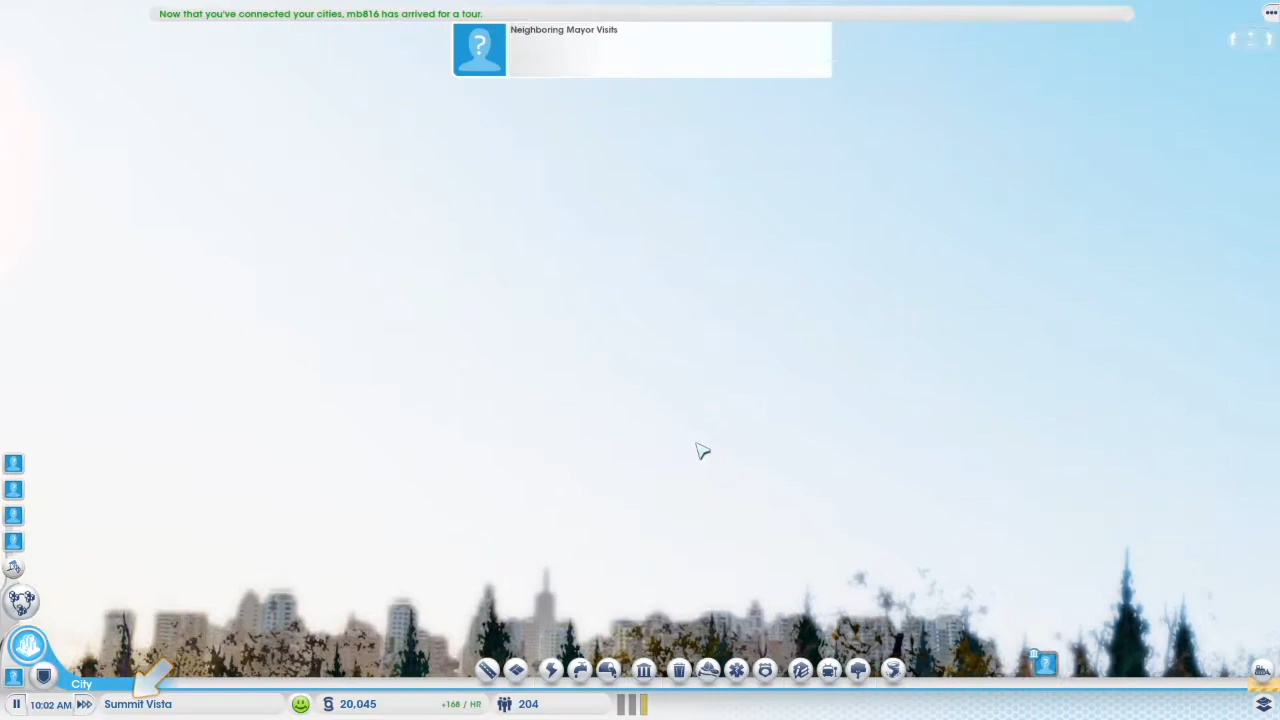 Now that you've connected your cities, mb816 has arrived for a tour.
Neighboring Mayor Visits
City
10:02 AM
Summit Vista
20,045
+168 / HR
204